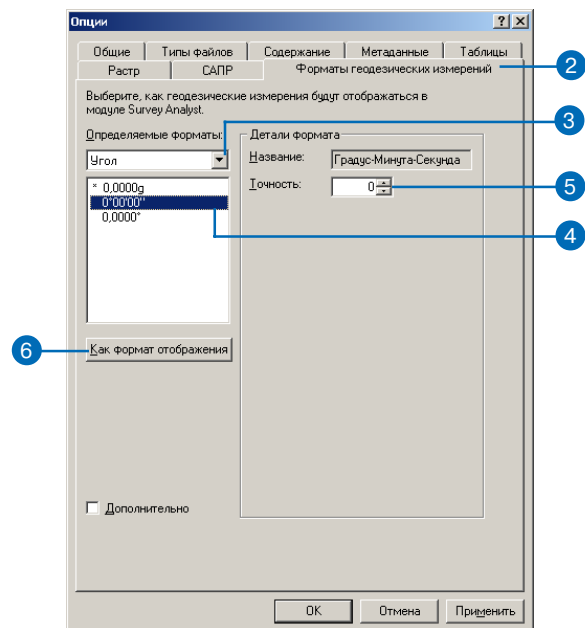 Опции
Общие Типы файлов Содержание Метаданные Таблицы
Растр САПР Форматы геодезических измерений
2
Выберите, как геодезические измерения будут отображаться в
модуле Survey Analyst.
Определяемые форматы:
Угол
3
* 0,0000g
0°00'00''
0,0000°
4
Детали формата
Название: Градус-Минута-Секунда
Точность: 0
5
6
Как формат отображения
Дополнительно
OK Отмена Применить